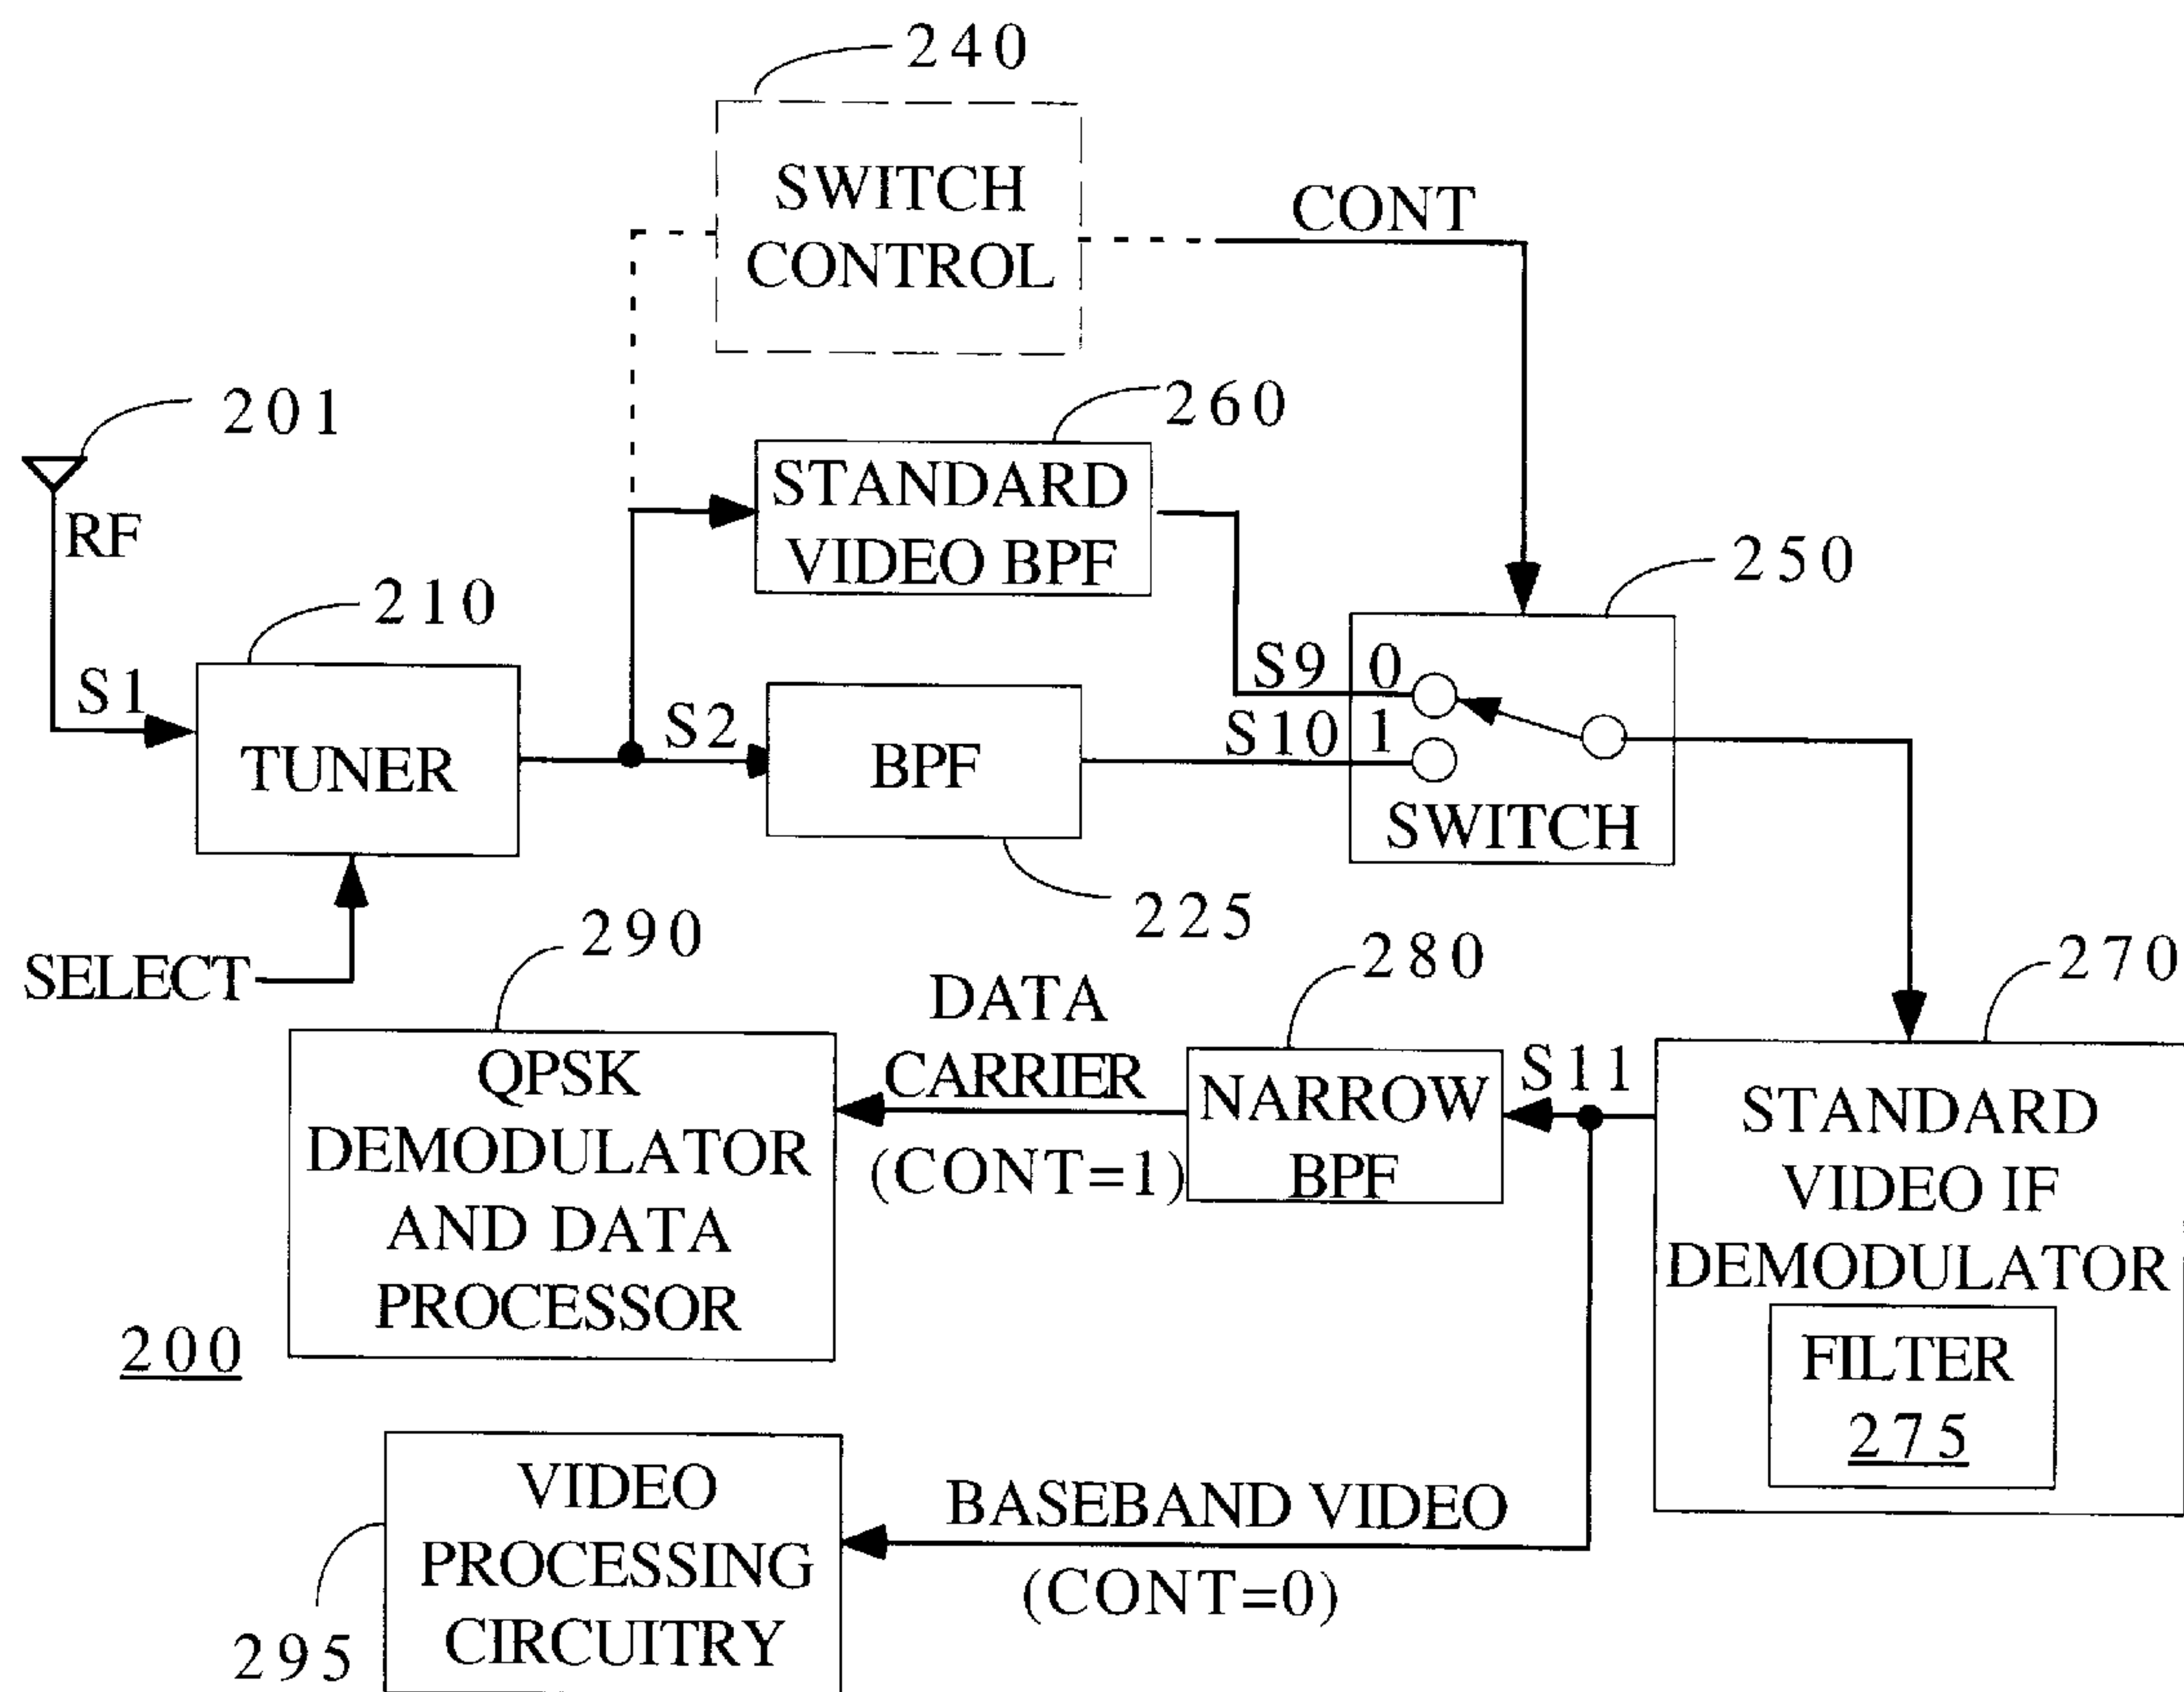 240
SWITCH
CONTROL
CONT
201
260
RF
STANDARD
VIDEO BPF
250
210
S1
S9 0
S2
S10 1
TUNER
BPF
SWITCH
225
SELECT
290
280
270
DATA
CARRIER
(CONT=1)
QPSK
DEMODULATOR
AND DATA
PROCESSOR
NARROW
BPF
S11
STANDARD
VIDEO IF
DEMODULATOR
FILTER
275
200
VIDEO
PROCESSING
CIRCUITRY
BASEBAND VIDEO
(CONT=0)
295